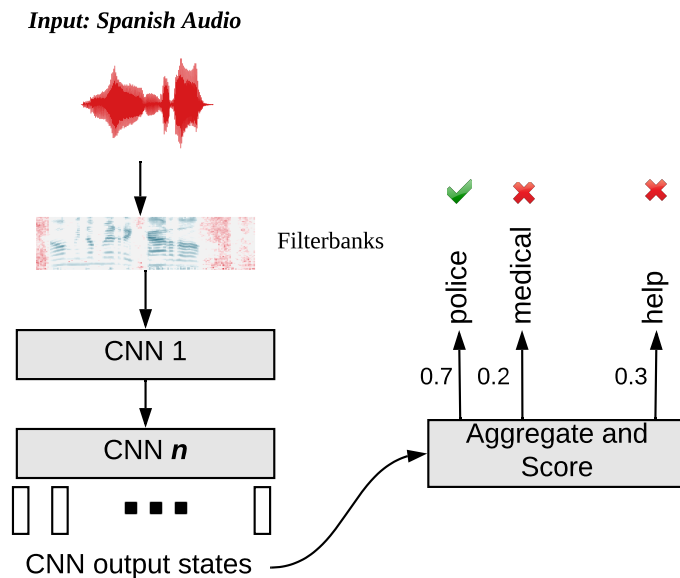 Input: Spanish Audio
Filterbanks
CNN 1
CNN n
CNN output states
police
medical
help
0.7
0.2
0.3
Aggregate and
Score